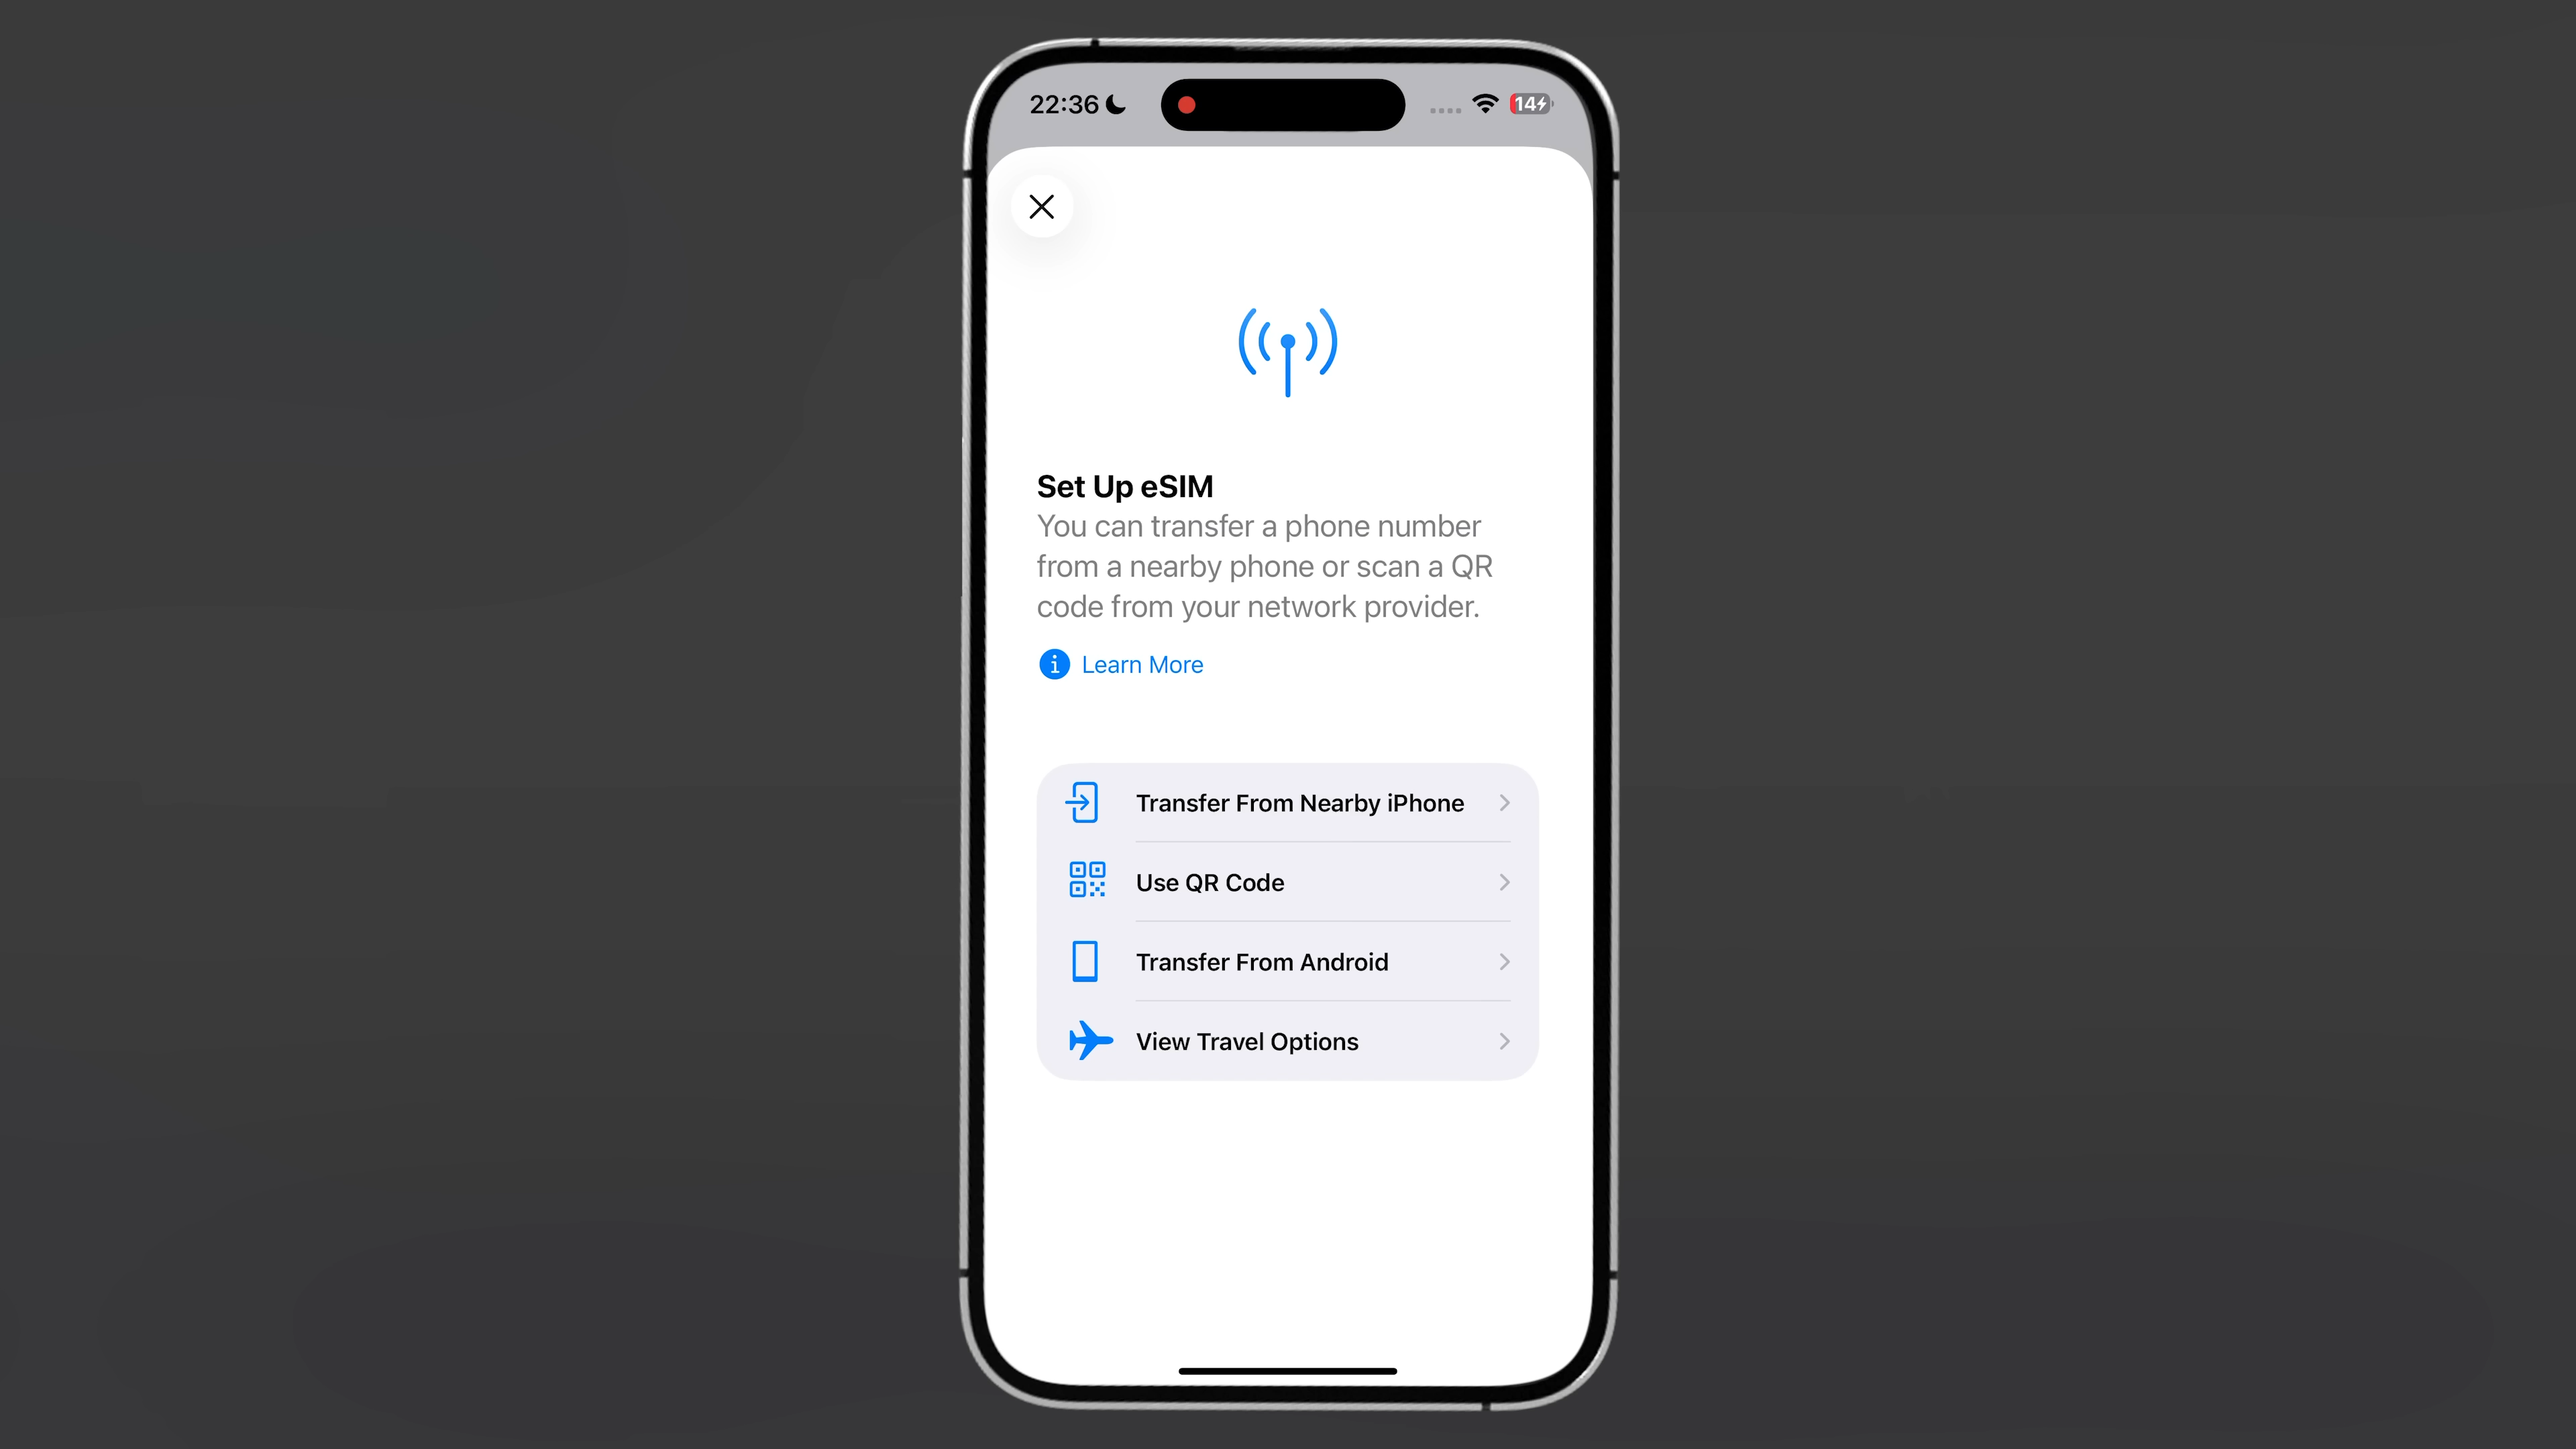 22:36
14
Set Up eSIM
You can transfer a phone number
from a nearby phone or scan a QR
code from your network provider.
Learn More
Transfer From Nearby iPhone
Use QR Code
Transfer From Android
View Travel Options